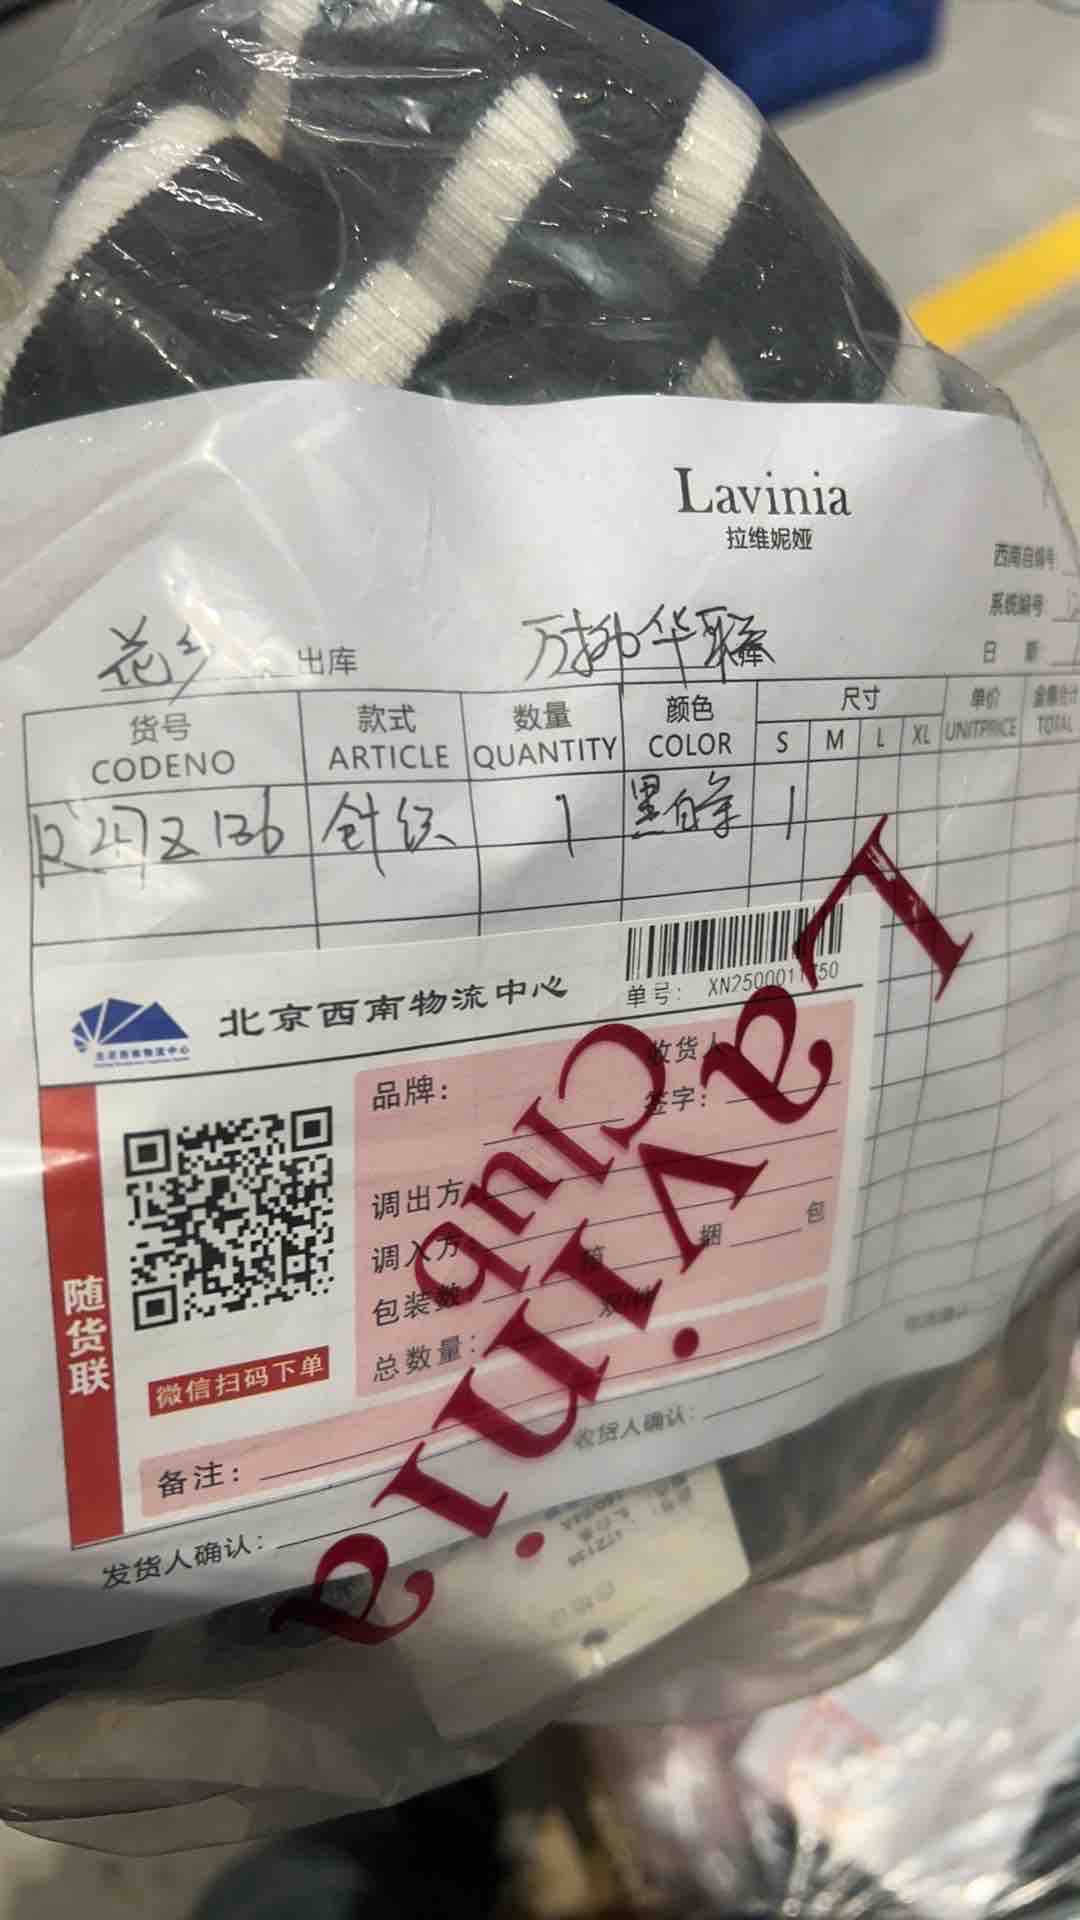 Lavinia
拉维妮娅
西南自编号
系统编号
日 期
花乡 出库 万柳华联 库
货号 款式 数量 颜色 尺寸 单价 金额合计
CODENO ARTICLE QUANTITY COLOR S M L XL UNITPRICE TOTAL
针织 1 黑白条 1
北京西南物流中心
单号:
品牌:
收货人
签字:
调出方
调入方
捆 包
包装数
总数量:
随货联
微信扫码下单
备注:
收货人确认:
发货人确认:
Lavinia
Club